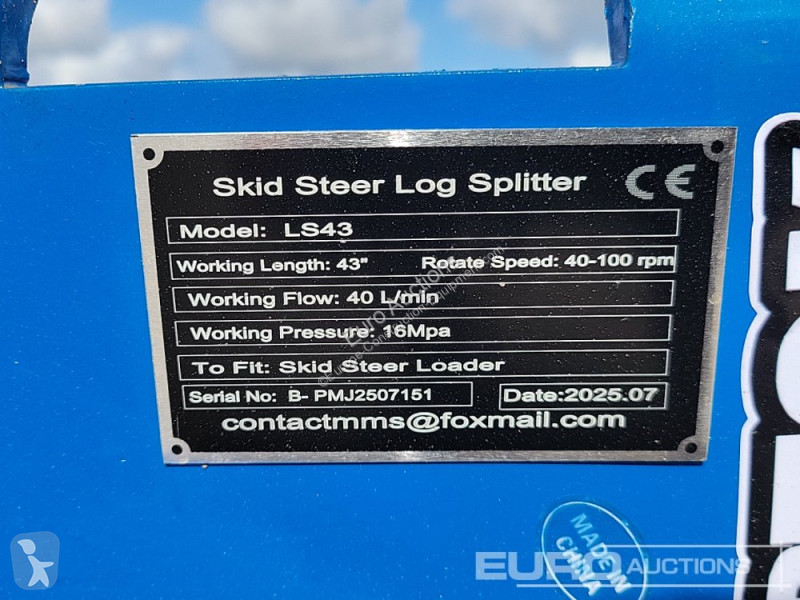 Skid Steer Log Splitter CE
Model: LS43
Working Length: 43" Rotate Speed: 40-100 rpm
Working Flow: 40 L/min
Working Pressure: 16Mpa
To Fit: Skid Steer Loader
Serial No: B- PMJ2507151 Date:2025.07
contactmms@foxmail.com
MADE IN
CHINA
EURO AUCTIONS
Euro Auctions